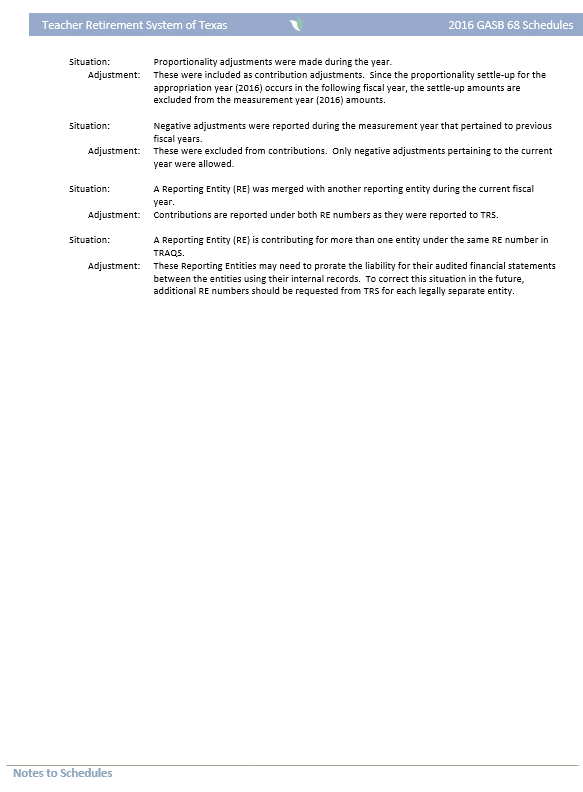 Teacher Retirement System of Texas 2016 GASB 68 Schedules
Situation: Proportionality adjustments were made during the year.
Adjustment: These were included as contribution adjustments. Since the proportionality settle-up for the
appropriation year (2016) occurs in the following fiscal year, the settle-up amounts are
excluded from the measurement year (2016) amounts.
Situation: Negative adjustments were reported during the measurement year that pertained to previous
fiscal years.
Adjustment: These were excluded from contributions. Only negative adjustments pertaining to the current
year were allowed.
Situation: A Reporting Entity (RE) was merged with another reporting entity during the current fiscal
year.
Adjustment: Contributions are reported under both RE numbers as they were reported to TRS.
Situation: A Reporting Entity (RE) is contributing for more than one entity under the same RE number in
TRAQS.
Adjustment: These Reporting Entities may need to prorate the liability for their audited financial statements
between the entities using their internal records. To correct this situation in the future,
additional RE numbers should be requested from TRS for each legally separate entity.
Notes to Schedules